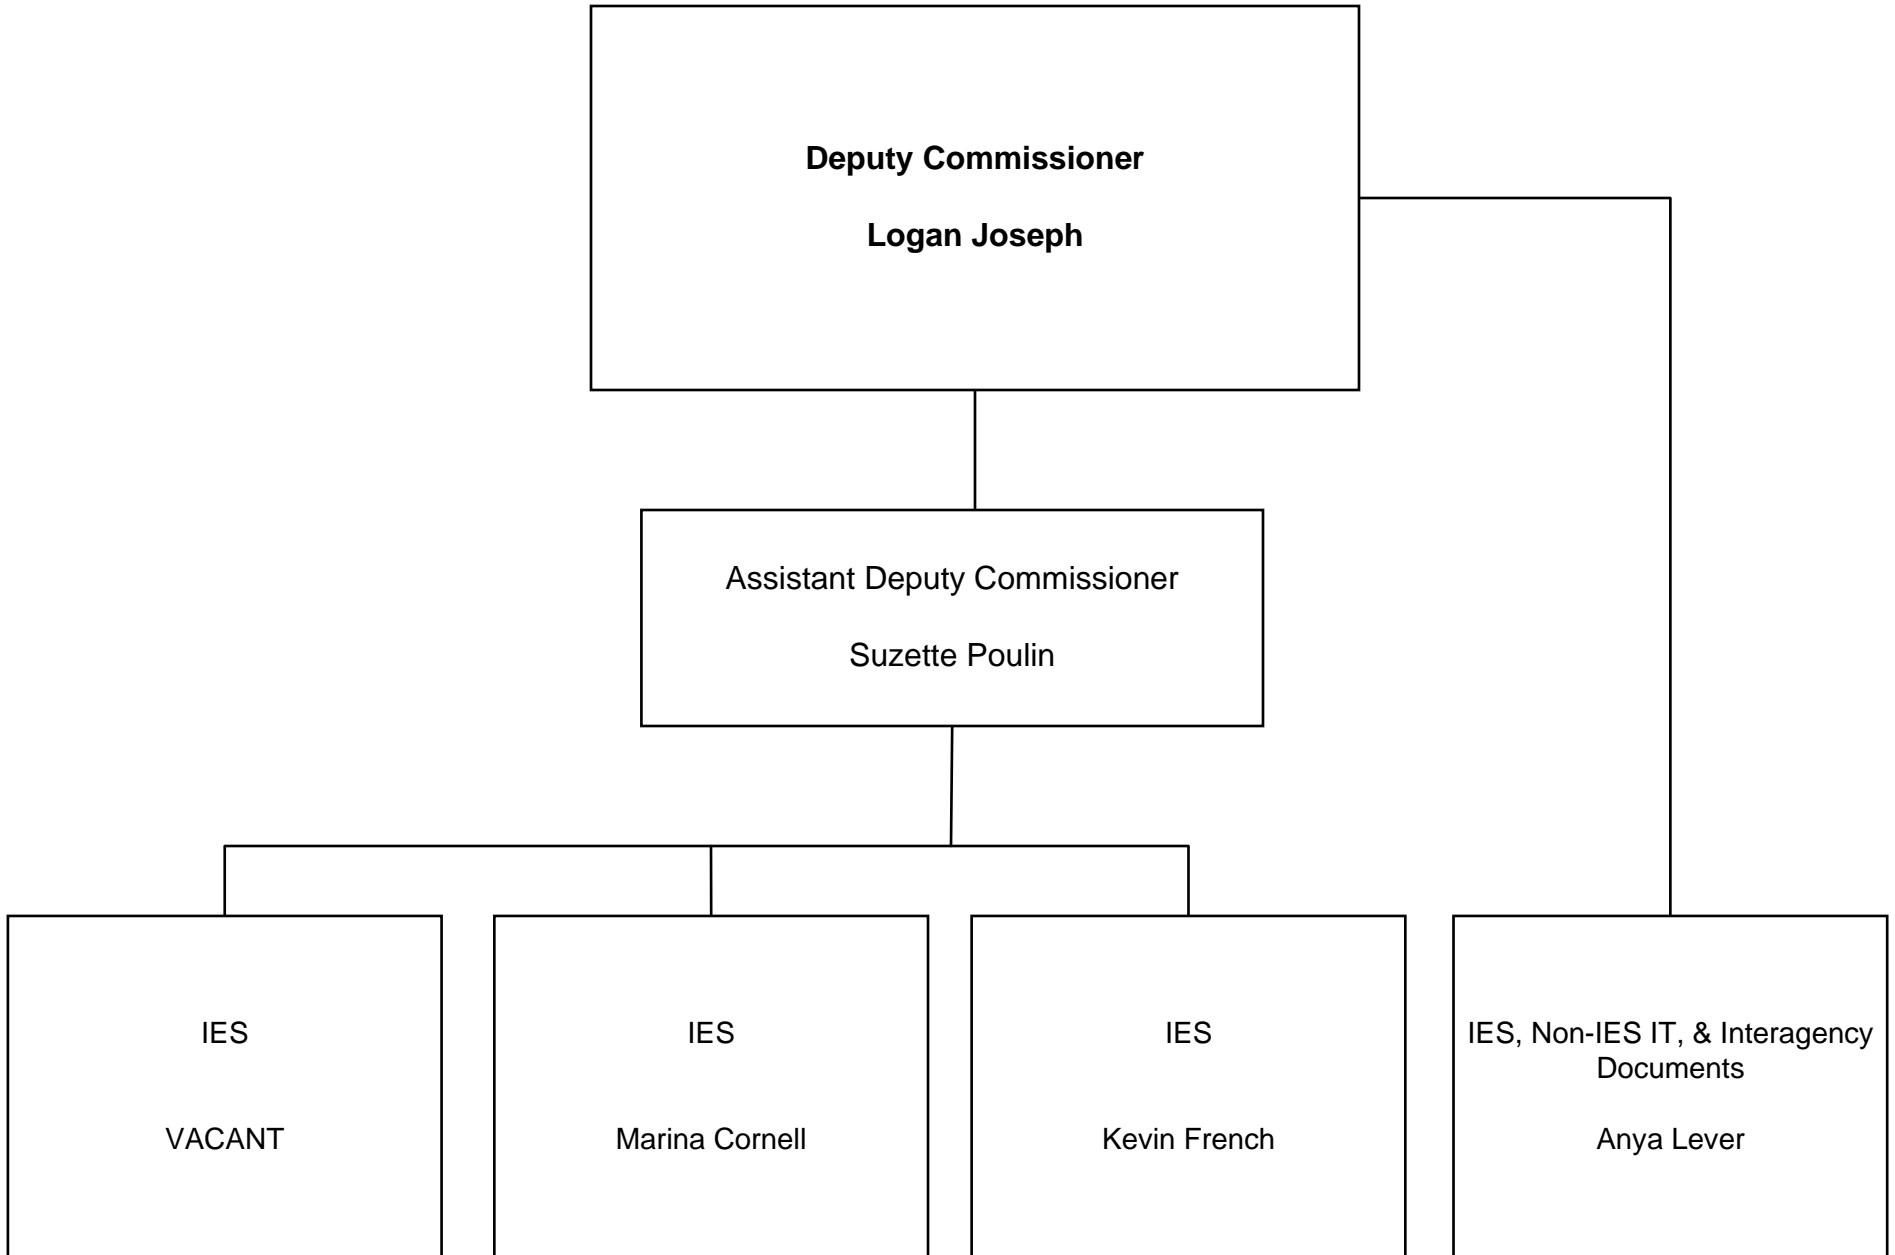 Deputy Commissioner
Logan Joseph
Assistant Deputy Commissioner
Suzette Poulin
IES
VACANT
IES
Marina Cornell
IES
Kevin French
IES, Non-IES IT, & Interagency
Documents
Anya Lever